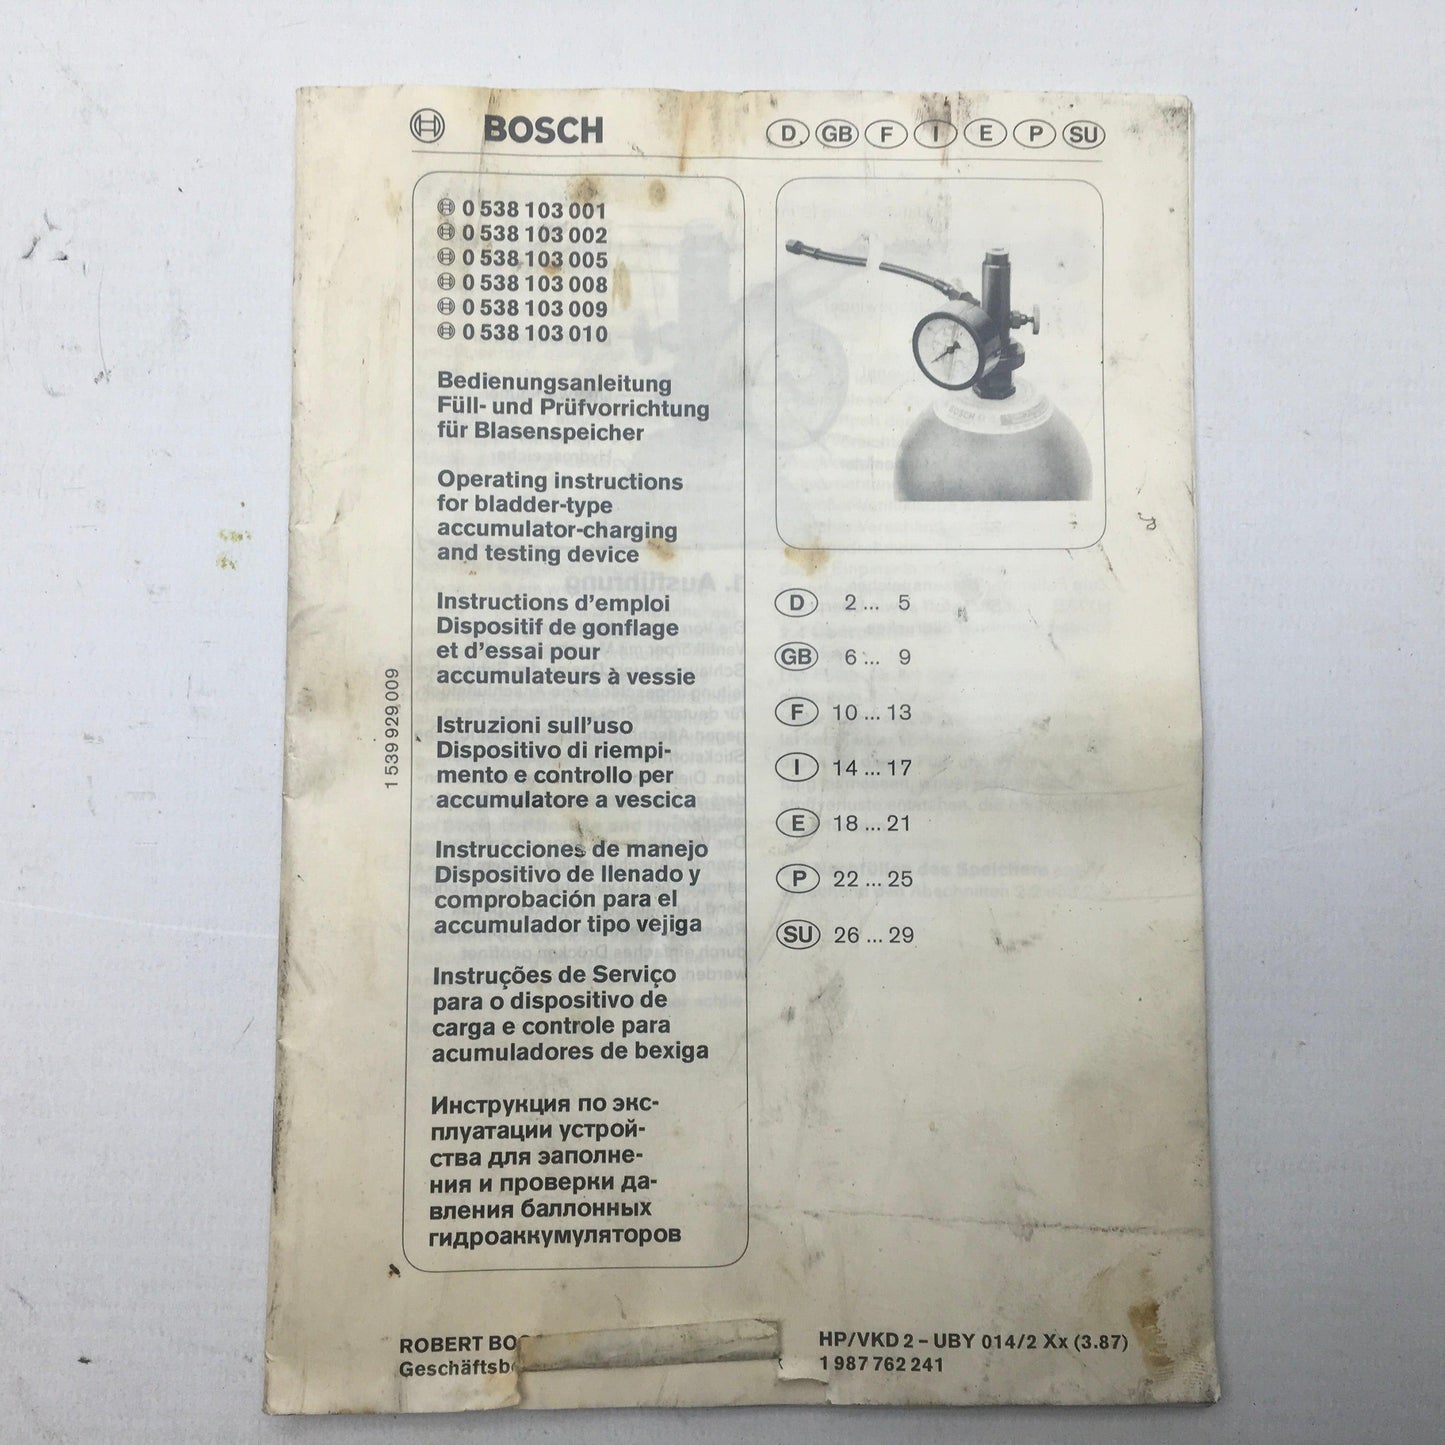 BOSCH
D GB F I E P SU
0 538 103 001
0 538 103 002
0 538 103 005
0 538 103 008
0 538 103 009
0 538 103 010
Bedienungsanleitung
Füll- und Prüfvorrichtung
für Blasenspeicher
Operating instructions
for bladder-type
accumulator-charging
and testing device
Instructions d'emploi
Dispositif de gonflage
et d'essai pour
accumulateurs à vessie
Istruzioni sull'uso
Dispositivo di riempi-
mento e controllo per
accumulatore a vescica
Instrucciones de manejo
Dispositivo de llenado y
comprobación para el
acumulador tipo vejiga
Instruções de Serviço
para o dispositivo de
carga e controle para
acumuladores de bexiga
Инструкция по экс-
плуатации устрой-
ства для эаполне-
ния и проверки да-
вления баллонных
гидроаккумуляторов
1 539 929 009
BOSCH
D 2 ... 5
GB 6 ... 9
F 10 ... 13
I 14 ... 17
E 18 ... 21
P 22 ... 25
SU 26 ... 29
ROBERT
HP/VKD 2 – UBY 014/2 Xx (3.87)
1 987 762 241